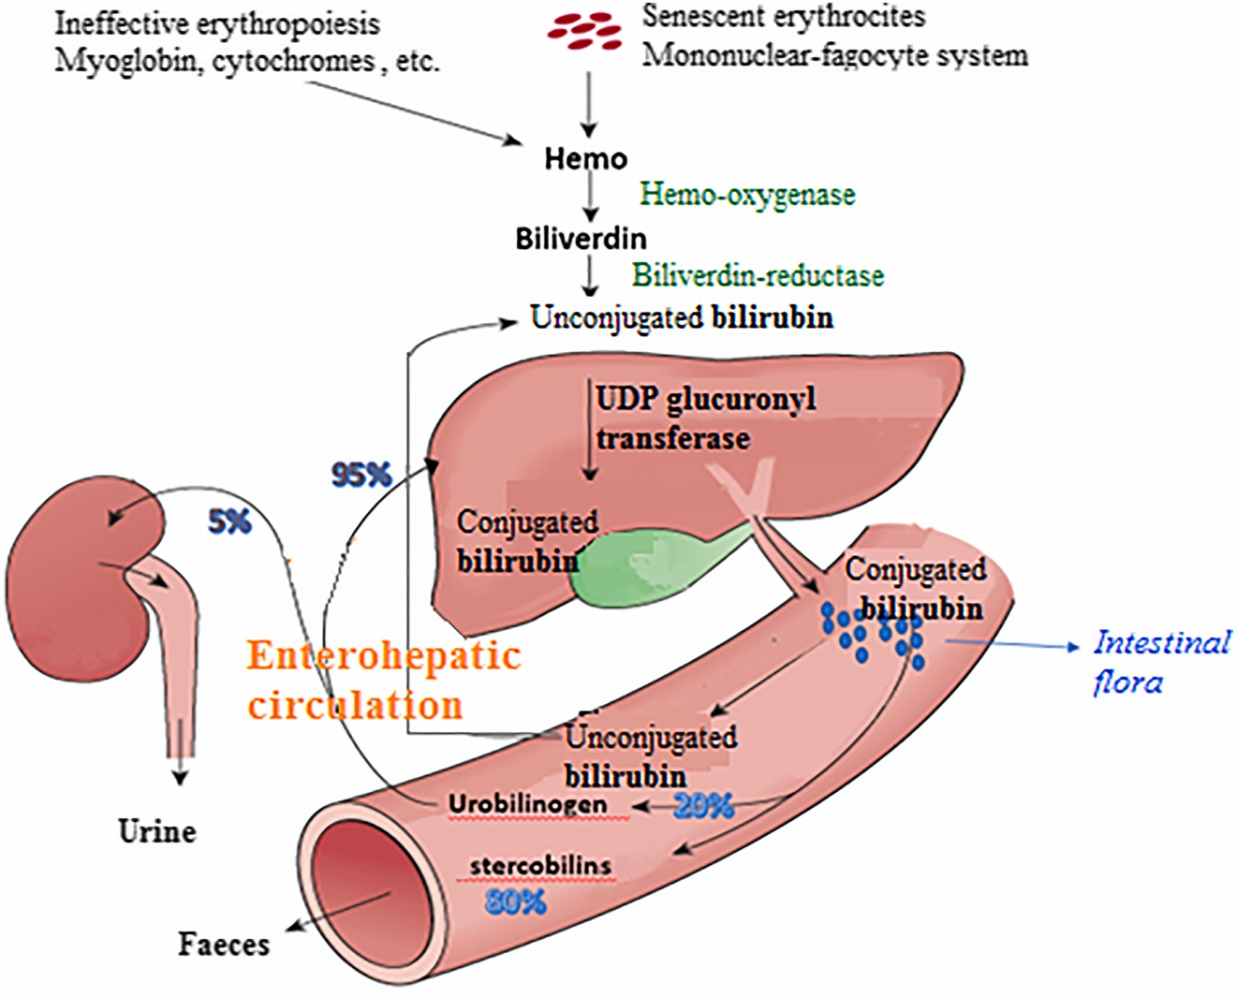 Ineffective erythropoiesis
Myoglobin, cytochromes , etc.
Senescent erythrocites
Mononuclear-fagocyte system
Hemo
Hemo-oxygenase
Biliverdin
Biliverdin-reductase
Unconjugated bilirubin
UDP glucuronyl
transferase
95%
5%
Conjugated
bilirubin
Conjugated
bilirubin
Intestinal
flora
Enterohepatic
circulation
Unconjugated
bilirubin
Urobilinogen
20%
stercobilins
80%
Urine
Faeces